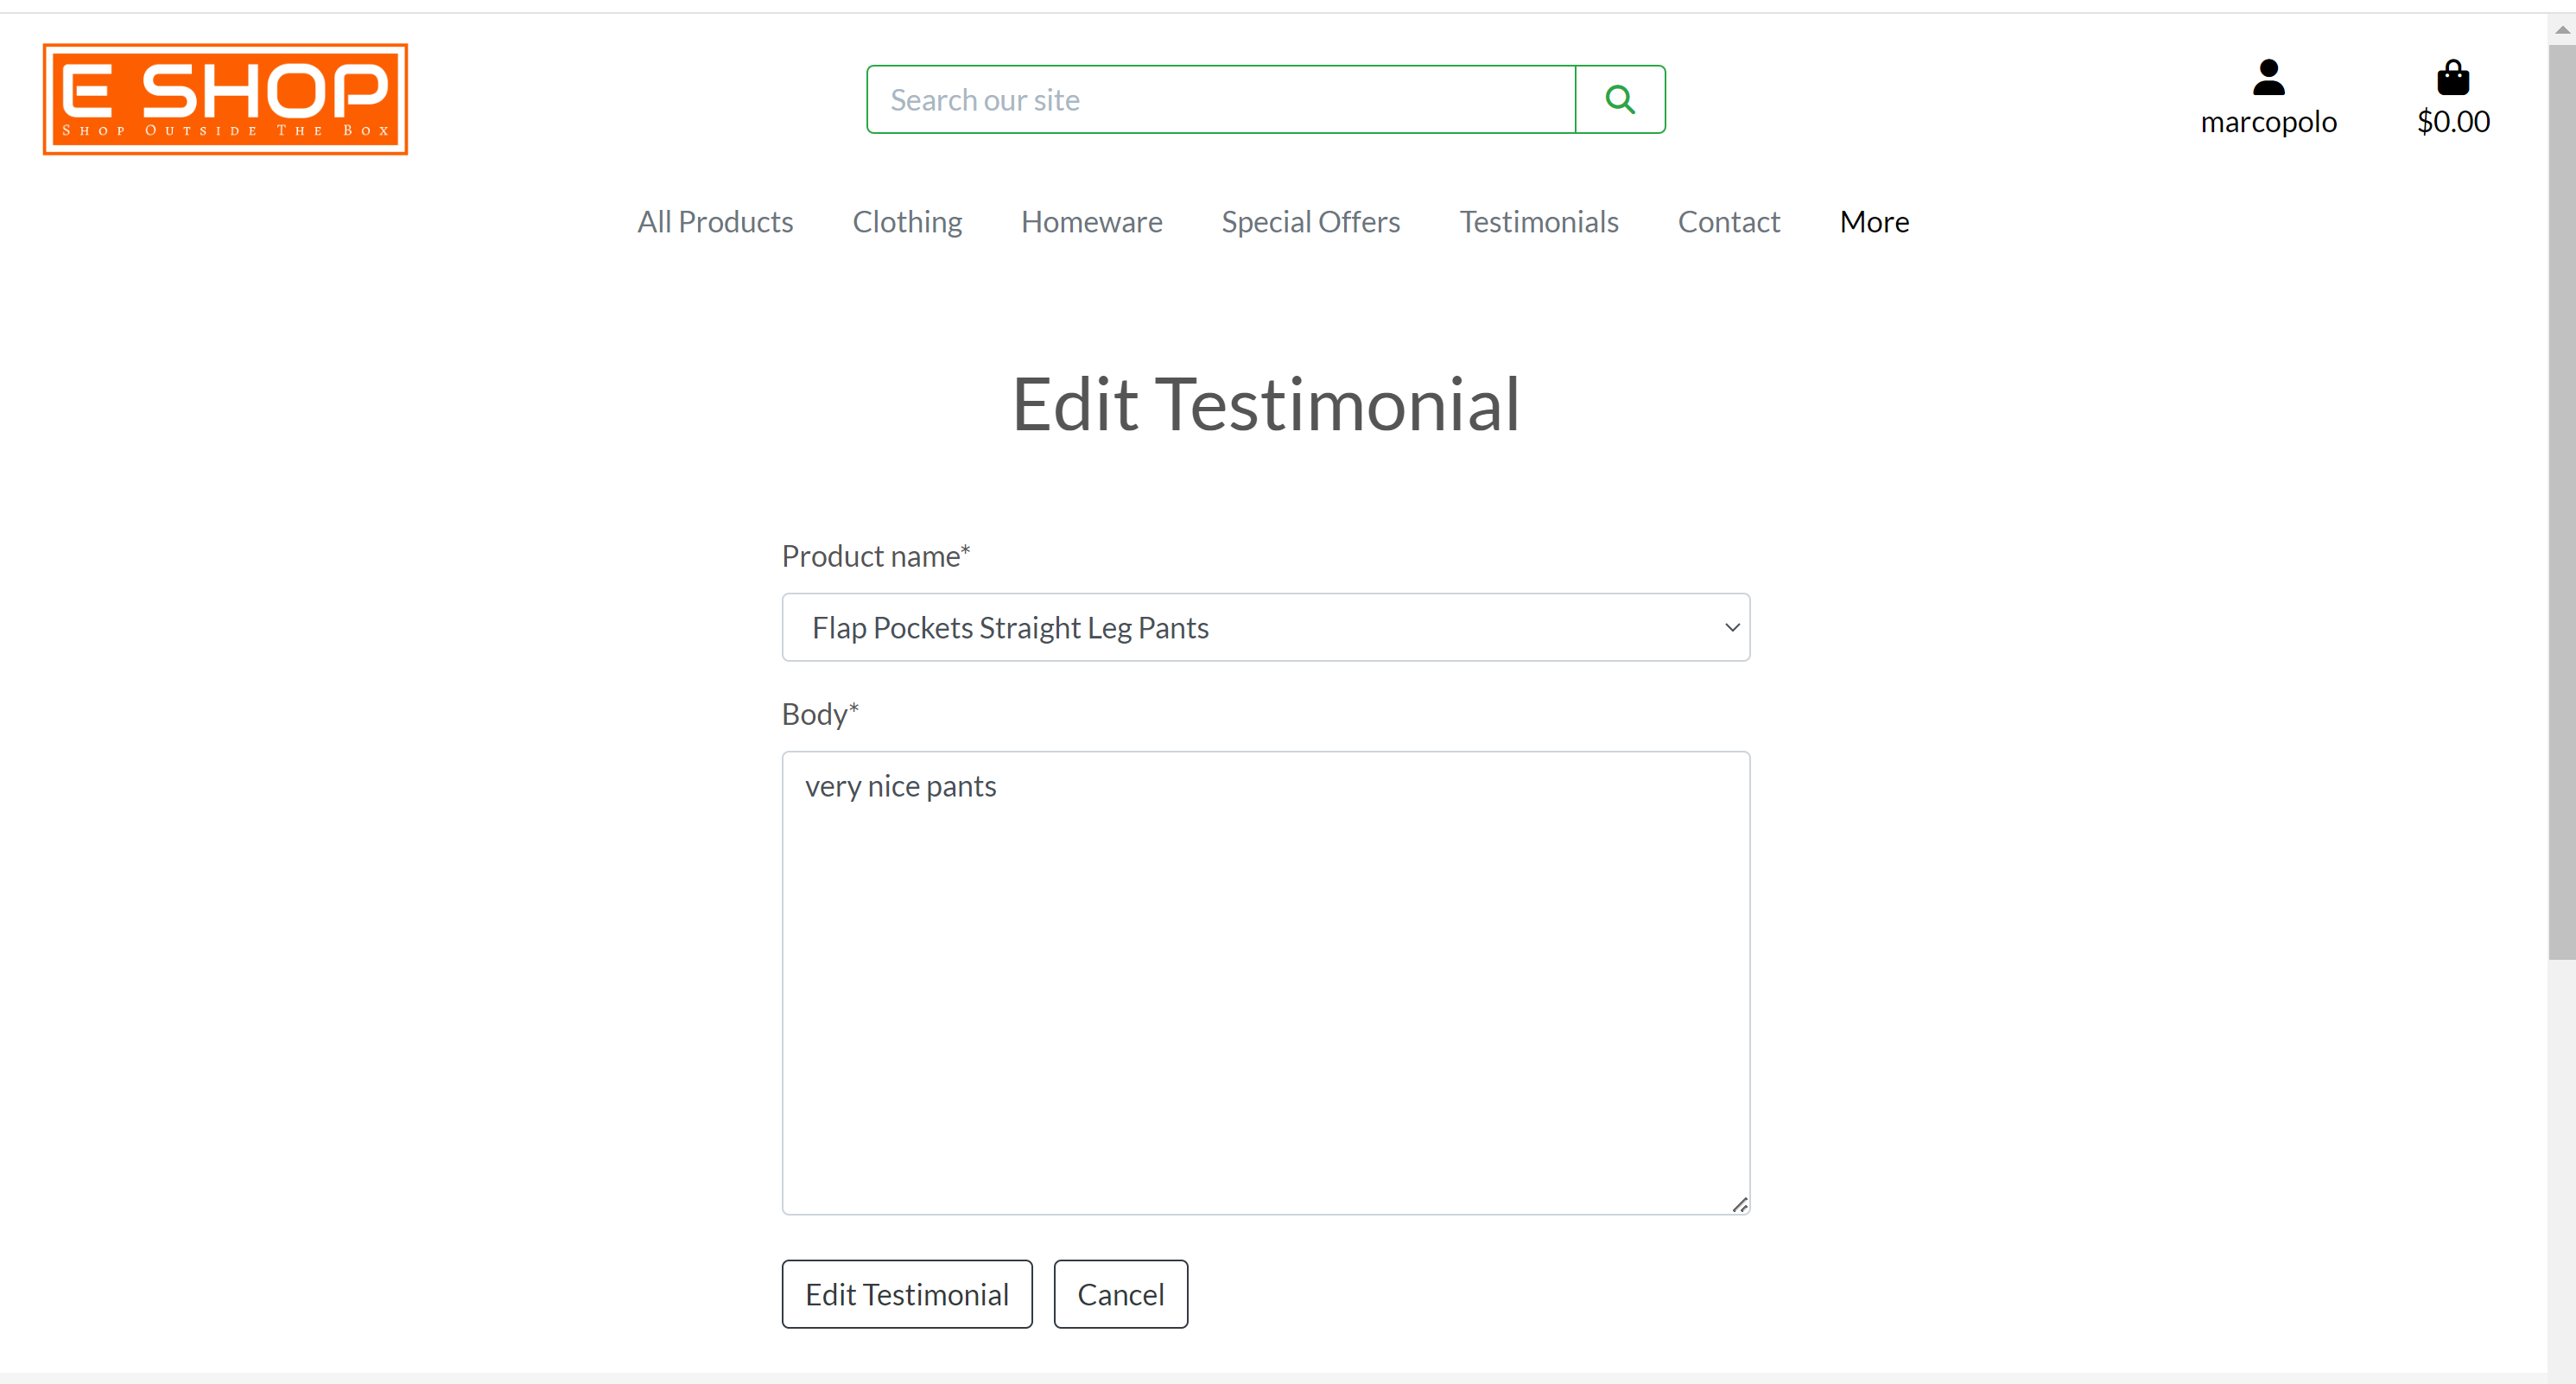 E SHOP
Shop Outside The Box
Search our site
marcopolo
$0.00
All Products Clothing Homeware Special Offers Testimonials Contact More
Edit Testimonial
Product name*
Flap Pockets Straight Leg Pants
Body*
very nice pants
Edit Testimonial Cancel